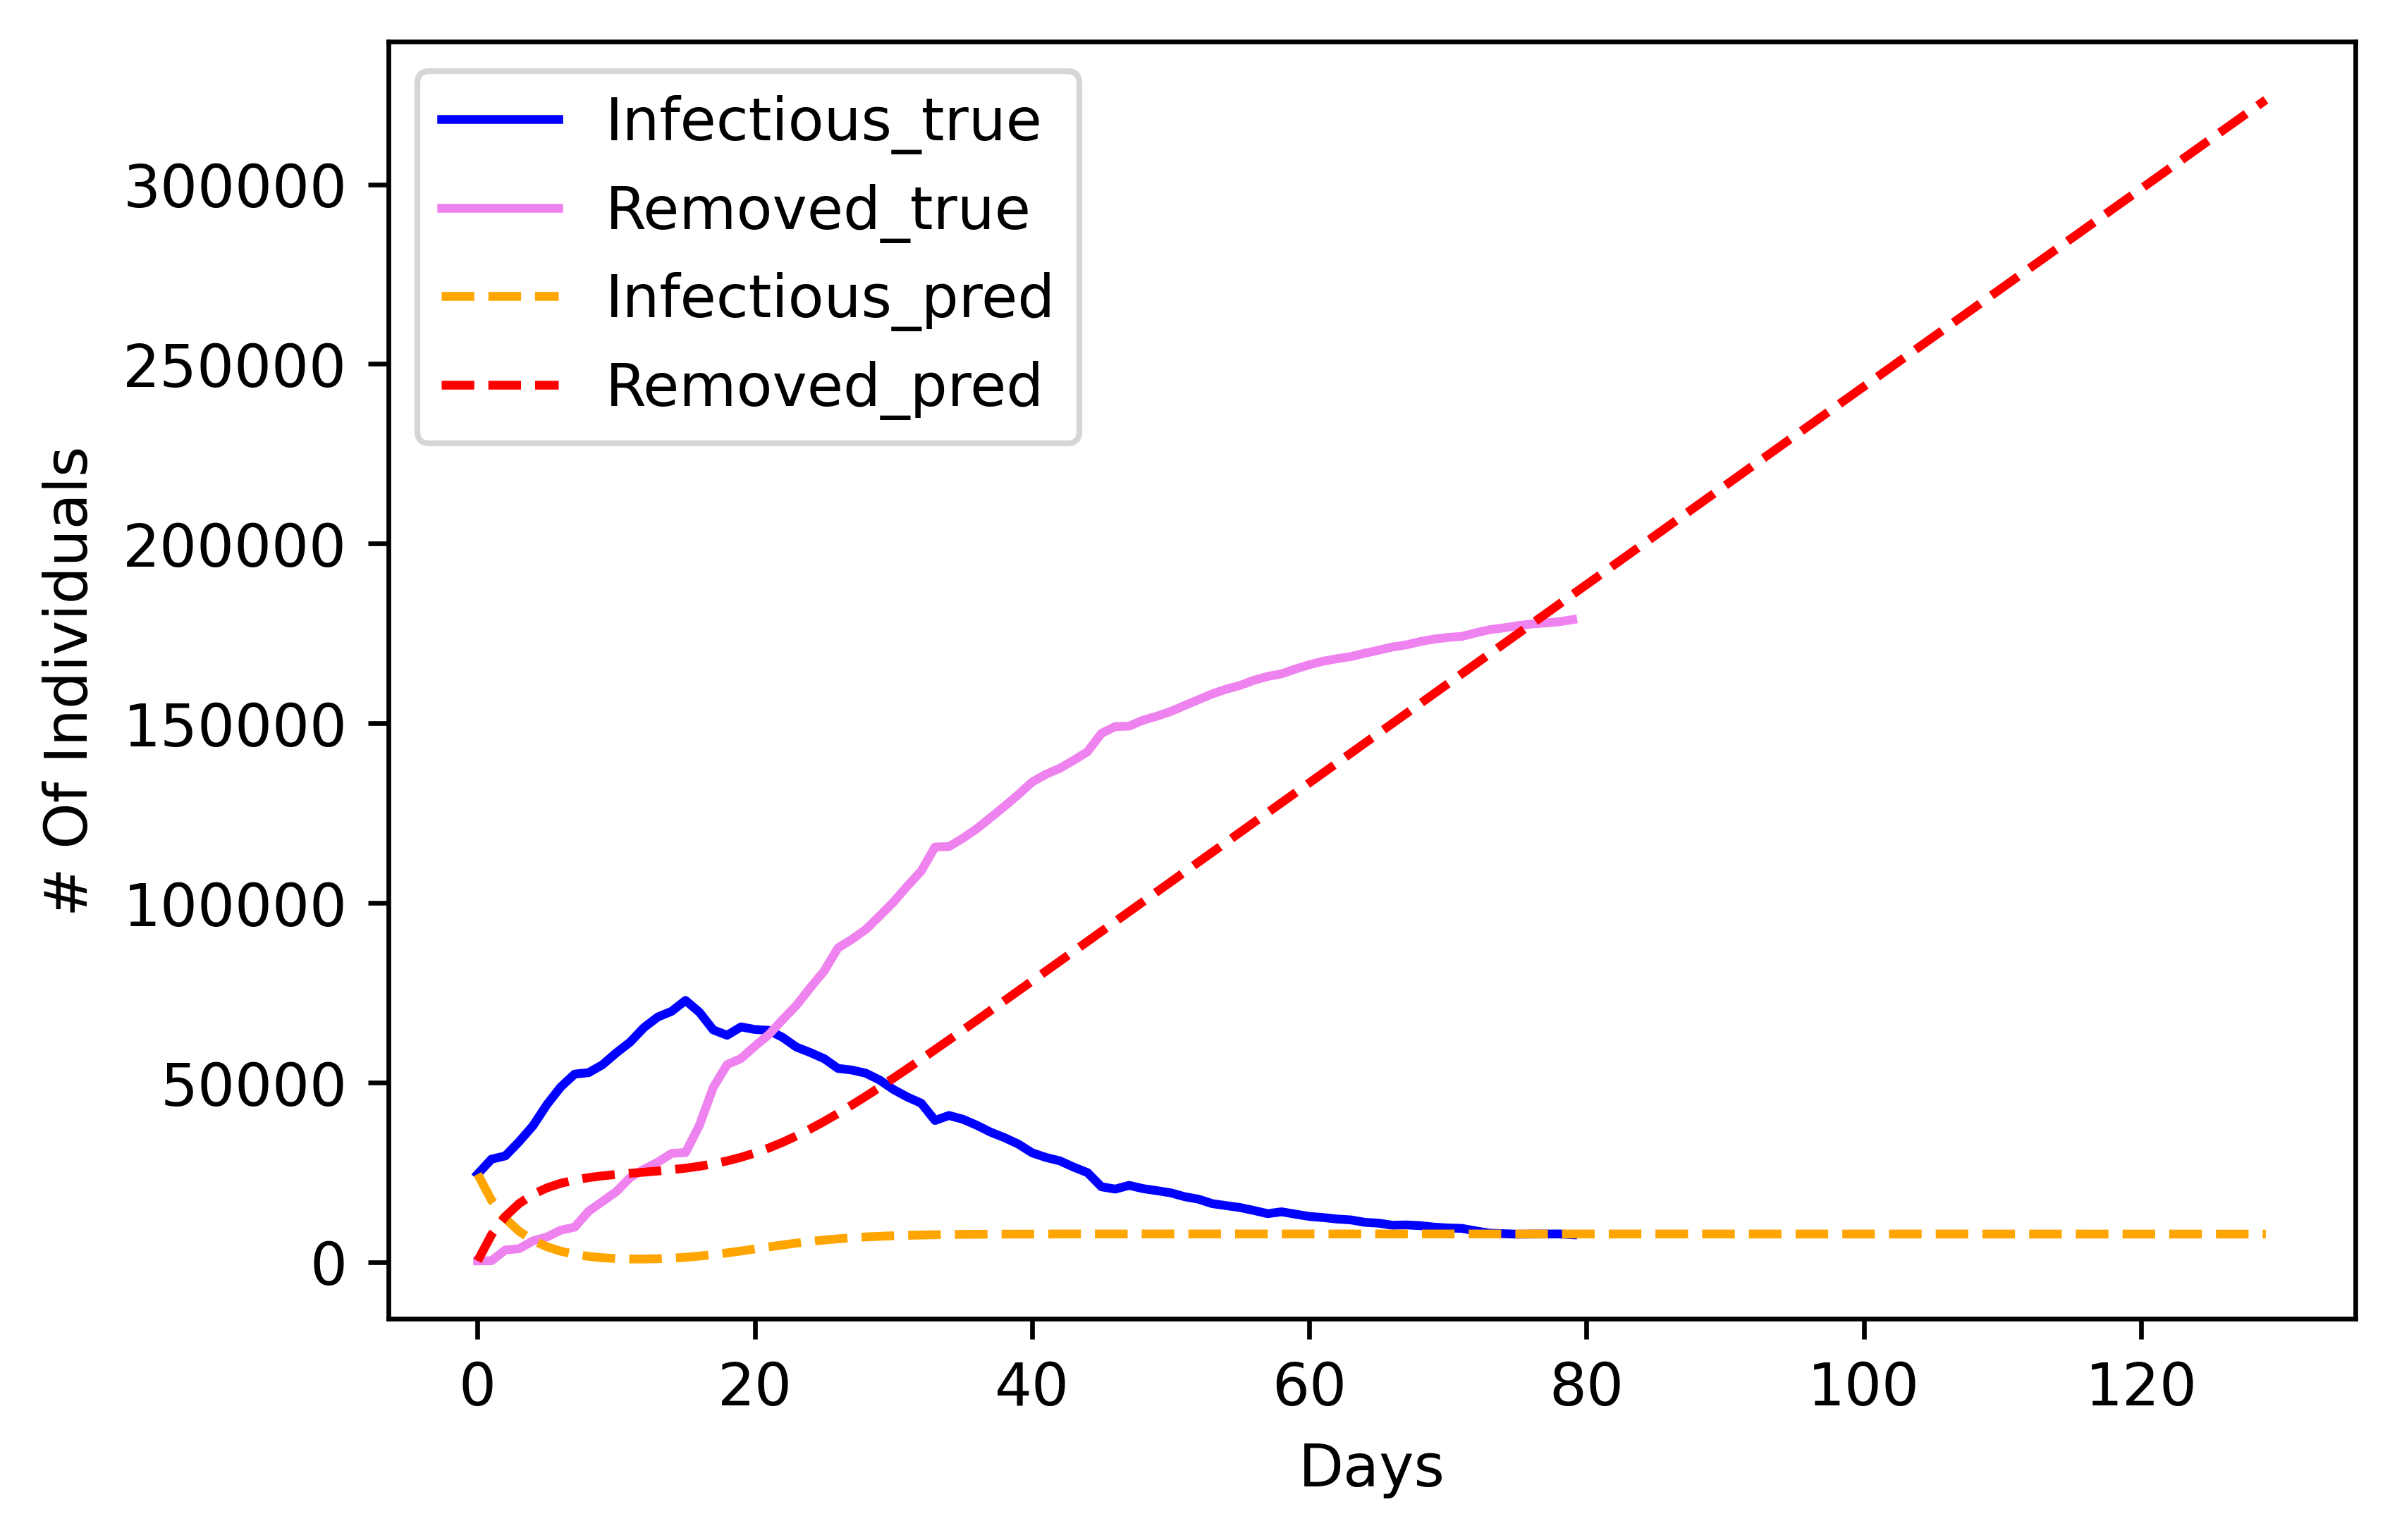 Infectious_true
Removed_true
Infectious_pred
Removed_pred
300000
250000
200000
150000
100000
50000
0
# Of Individuals
0 20 40 60 80 100 120
Days